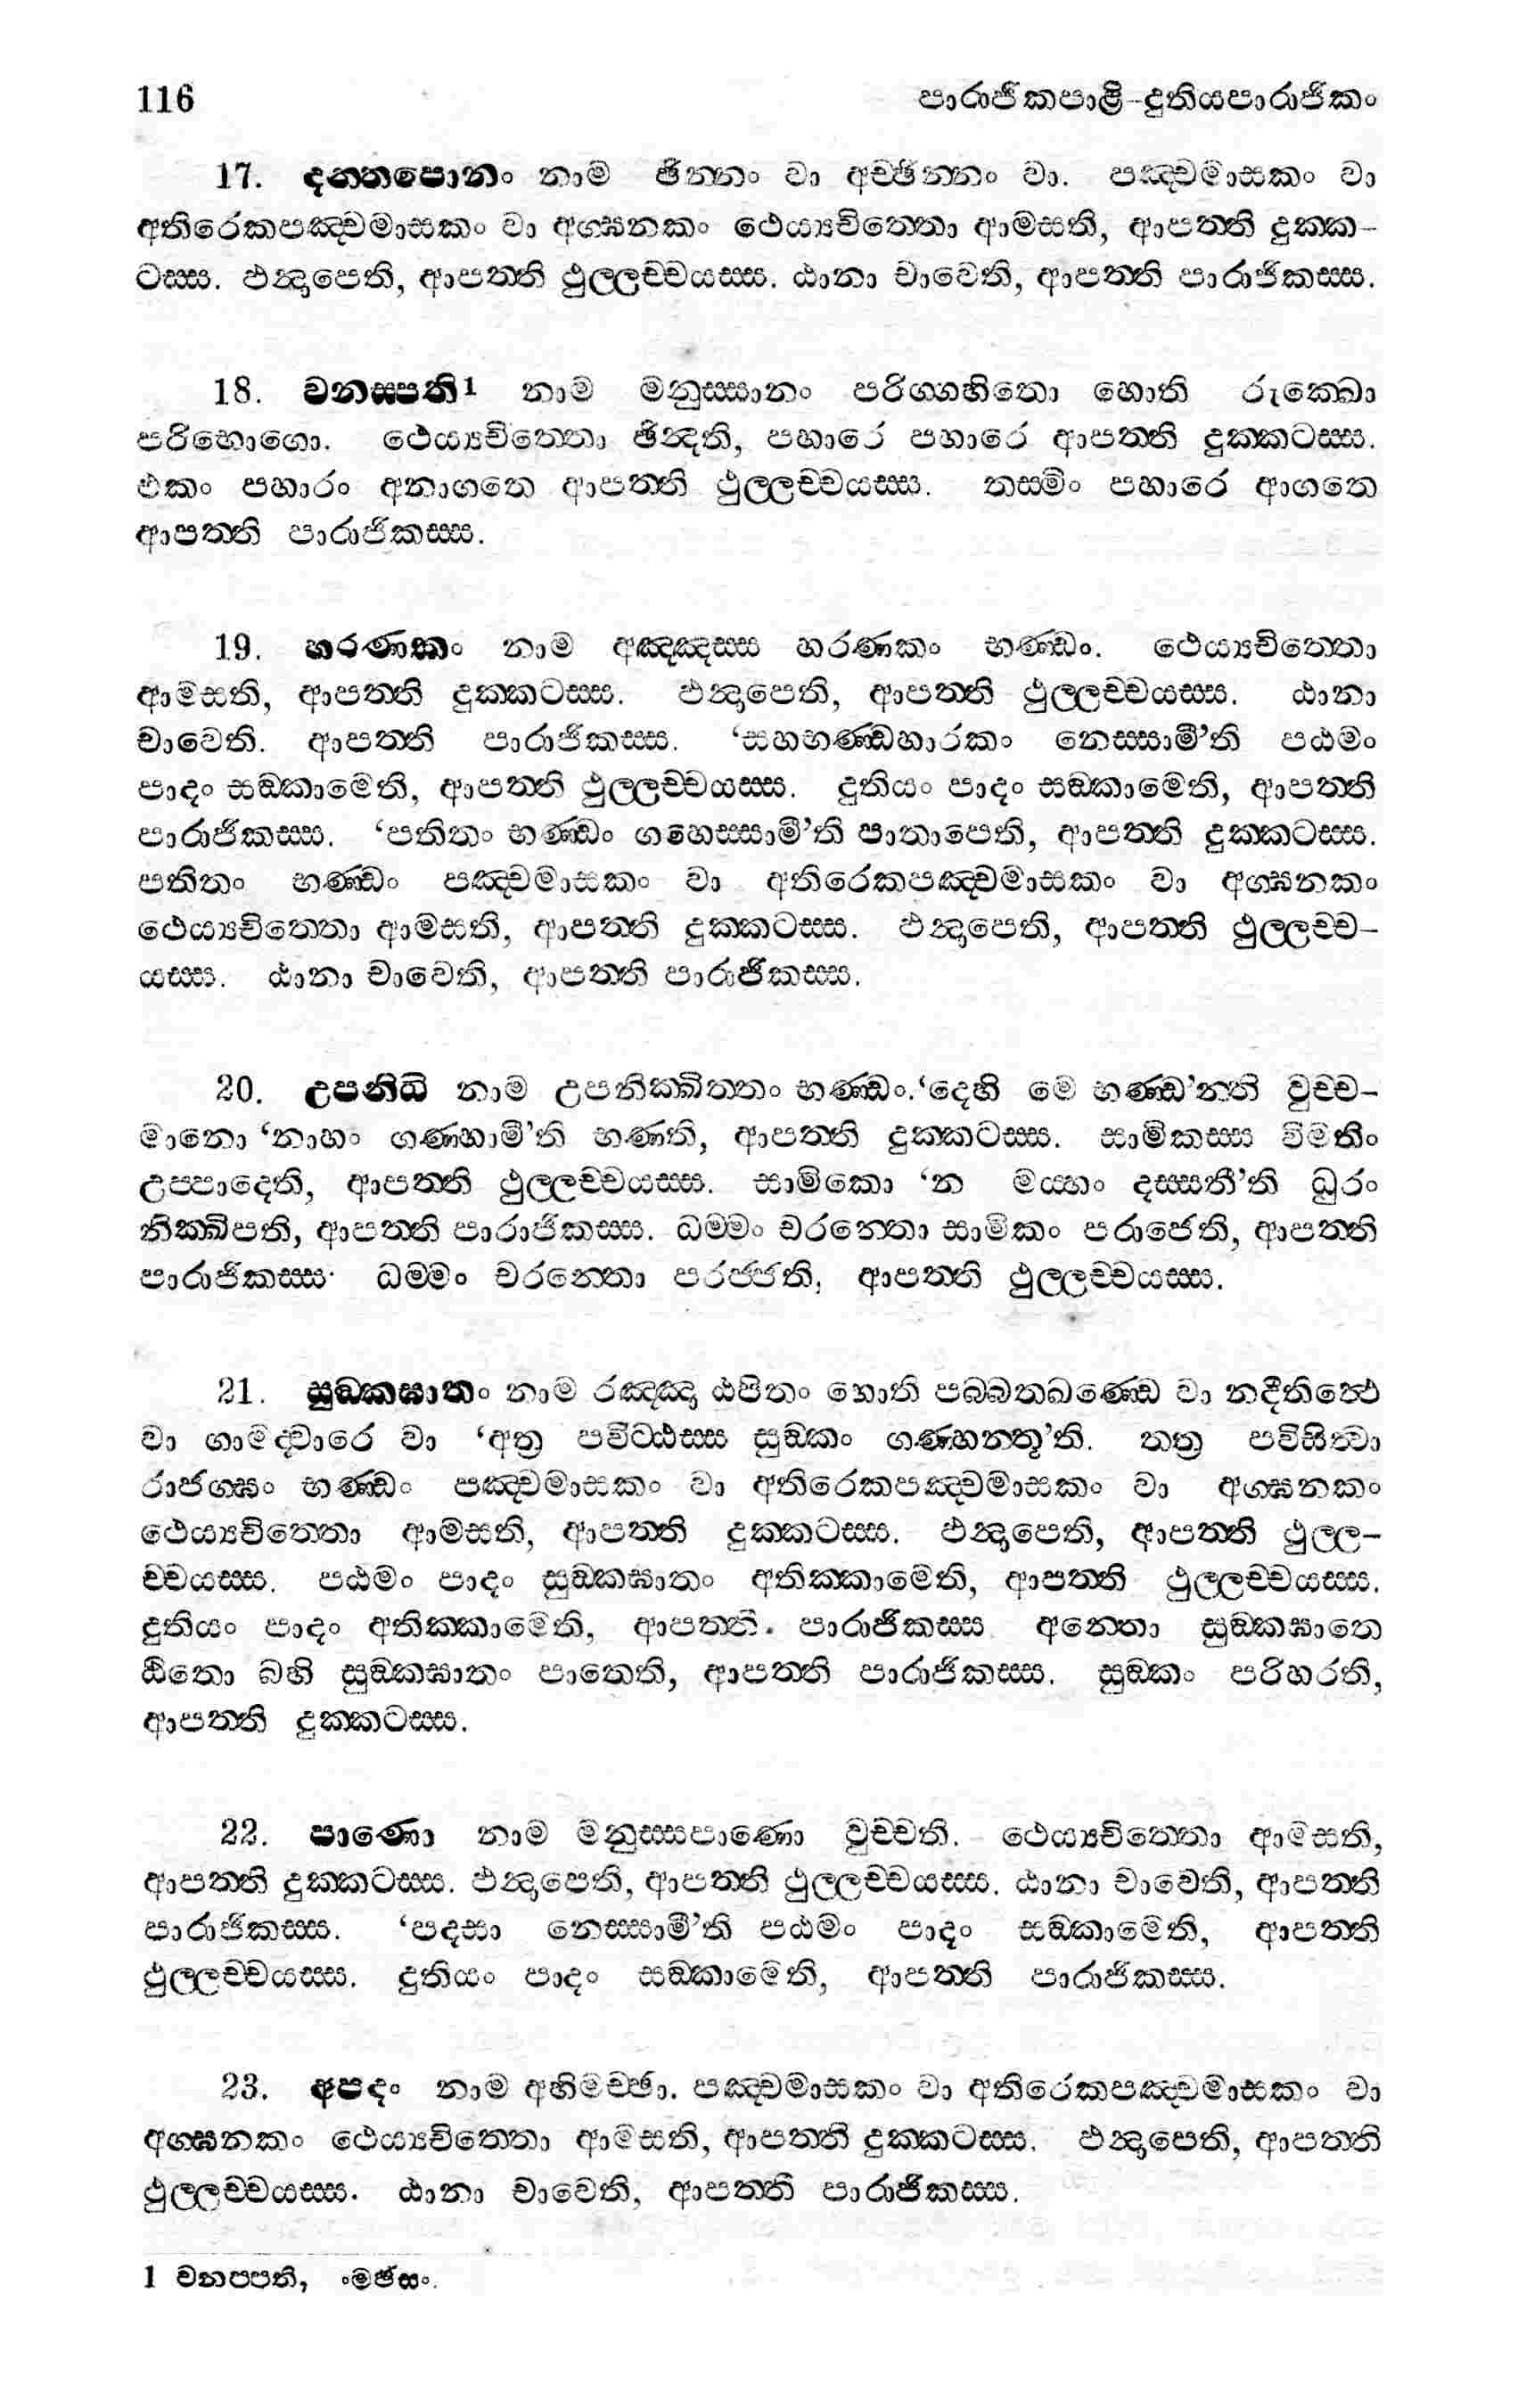 116 පාරාජිකපාළි-දුතියපාරාජිකං
17. දන්තපොනං නාම ඡින්නං වා අච්ඡින්නං වා. පඤ්චමාසකං වා
අතිරෙකපඤ්චමාසකං වා අග්ඝනකං ථෙය්‍යචිත්තො ආමසති, ආපත්ති දුක්ක-
ටස්ස. ඵන්දාපෙති, ආපත්ති ථුල්ලච්චයස්ස. ඨානා චාවෙති, ආපත්ති පාරාජිකස්ස.
18. වනස්පති1 නාම මනුස්සානං පරිග්ගහිතො හොති රුක්ඛො
පරිභොගො. ථෙය්‍යචිත්තො ඡින්දති, පහාරෙ පහාරෙ ආපත්ති දුක්කටස්ස.
එකං පහාරං අනාගතෙ ආපත්ති ථුල්ලච්චයස්ස. තස්මිං පහාරෙ ආගතෙ
ආපත්ති පාරාජිකස්ස.
19. හරණකං නාම අඤ්ඤස්ස හරණකං භණ්ඩං. ථෙය්‍යචිත්තො
ආමසති, ආපත්ති දුක්කටස්ස. ඵන්දාපෙති, ආපත්ති ථුල්ලච්චයස්ස. ඨානා
චාවෙති. ආපත්ති පාරාජිකස්ස. ‘සහභණ්ඩහාරකං නෙස්සාමී’ති පඨමං
පාදං සඞ්කාමෙති, ආපත්ති ථුල්ලච්චයස්ස. දුතියං පාදං සඞ්කාමෙති, ආපත්ති
පාරාජිකස්ස. ‘පතිතං භණ්ඩං ගහෙස්සාමී’ති පාතාපෙති, ආපත්ති දුක්කටස්ස.
පතිතං භණ්ඩං පඤ්චමාසකං වා අතිරෙකපඤ්චමාසකං වා අග්ඝනකං
ථෙය්‍යචිත්තො ආමසති, ආපත්ති දුක්කටස්ස. ඵන්දාපෙති, ආපත්ති ථුල්ලච්ච-
යස්ස. ඨානා චාවෙති, ආපත්ති පාරාජිකස්ස.
20. උපනිධි නාම උපනික්ඛිත්තං භණ්ඩං. ‘දෙහි මෙ භණ්ඩ’න්ති වුච්ච-
මානො ‘නාහං ගණ්හාමී’ති භණති, ආපත්ති දුක්කටස්ස. සාමිකස්ස විමතිං
උප්පාදෙති, ආපත්ති ථුල්ලච්චයස්ස. සාමිකො ‘න මය්හං දස්සතී’ති ධුරං
නික්ඛිපති, ආපත්ති පාරාජිකස්ස. ධම්මං චරන්තො සාමිකං පරාජෙති, ආපත්ති
පාරාජිකස්ස. ධම්මං චරන්තො පරජ්ජති, ආපත්ති ථුල්ලච්චයස්ස.
21. සුඞ්කඝාතං නාම රඤ්ඤා ඨපිතං හොති පබ්බතඛණ්ඩෙ වා නදීතිත්ථෙ
වා ගාමද්වාරෙ වා ‘අත්‍ර පවිට්ඨස්ස සුඞ්කං ගණ්හන්තූ’ති. තත්‍ර පවිසිත්වා
රාජග්ඝං භණ්ඩං පඤ්චමාසකං වා අතිරෙකපඤ්චමාසකං වා අග්ඝනකං
ථෙය්‍යචිත්තො ආමසති, ආපත්ති දුක්කටස්ස. ඵන්දාපෙති, ආපත්ති ථුල්ල-
ච්චයස්ස. පඨමං පාදං සුඞ්කඝාතං අතික්කාමෙති, ආපත්ති ථුල්ලච්චයස්ස.
දුතියං පාදං අතික්කාමෙති, ආපත්ති. පාරාජිකස්ස අන්තො සුඞ්කඝාතෙ
ඨිතො බහි සුඞ්කඝාතං පාතෙති, ආපත්ති පාරාජිකස්ස. සුඞ්කං පරිහරති,
ආපත්ති දුක්කටස්ස.
22. පාණො නාම මනුස්සපාණො වුච්චති. ථෙය්‍යචිත්තො ආමසති,
ආපත්ති දුක්කටස්ස. ඵන්දාපෙති, ආපත්ති ථුල්ලච්චයස්ස. ඨානා චාවෙති, ආපත්ති
පාරාජිකස්ස. ‘පදසා නෙස්සාමී’ති පඨමං පාදං සඞ්කාමෙති, ආපත්ති
ථුල්ලච්චයස්ස. දුතියං පාදං සඞ්කාමෙති, ආපත්ති පාරාජිකස්ස.
23. අපදං නාම අහිමච්ඡා. පඤ්චමාසකං වා අතිරෙකපඤ්චමාසකං වා
අග්ඝනකං ථෙය්‍යචිත්තො ආමසති, ආපත්ති දුක්කටස්ස. ඵන්දාපෙති, ආපත්ති
ථුල්ලච්චයස්ස. ඨානා චාවෙති, ආපත්ති පාරාජිකස්ස.
1 වනප්පති, ංමඡ්සං.